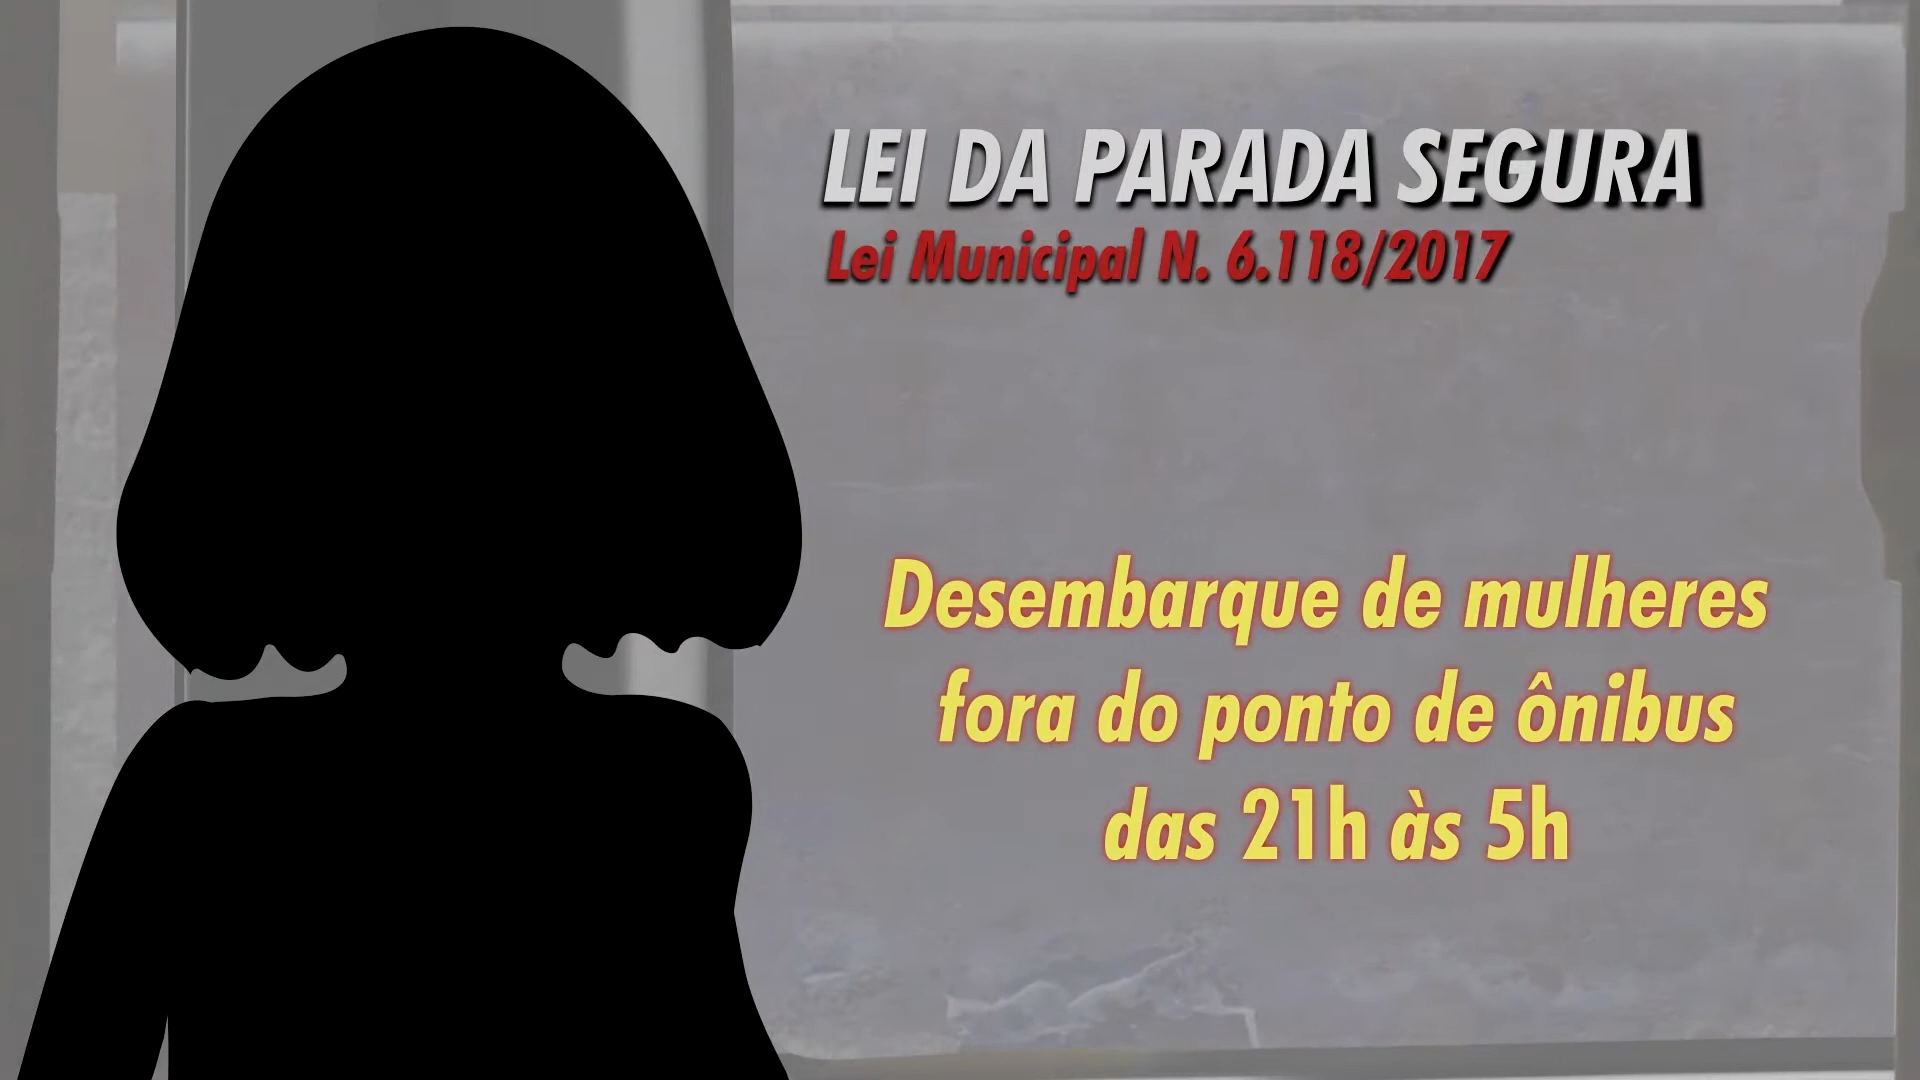 LEI DA PARADA SEGURA
Lei Municipal N. 6.118/2017
Desembarque de mulheres
fora do ponto de ônibus
das 21h às 5h